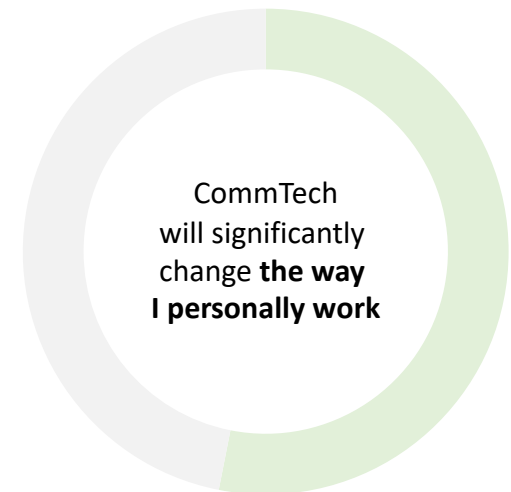 CommTech
will significantly
change the way
I personally work